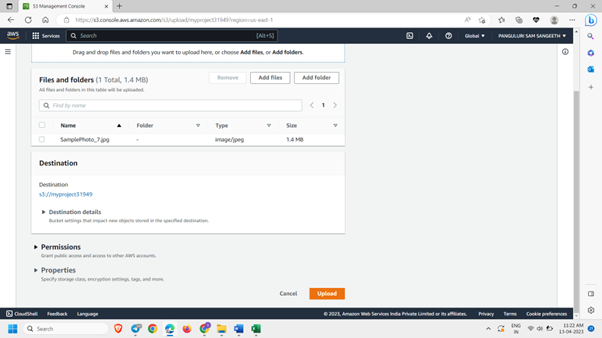 S3 Management Console
https://s3.console.aws.amazon.com/s3/upload/myproject31949?region=us-east-1
aws
Services
Search
[Alt+S]
Global
PANGULURI SAM SANGEETH
Drag and drop files and folders you want to upload here, or choose Add files, or Add folders.
Files and folders (1 Total, 1.4 MB)
Remove
Add files
Add folder
All files and folders in this table will be uploaded.
Find by name
1
Name
Folder
Type
Size
SamplePhoto_7.jpg
-
image/jpeg
1.4 MB
Destination
Destination
s3://myproject31949
Destination details
Bucket settings that impact new objects stored in the specified destination.
Permissions
Grant public access and access to other AWS accounts.
Properties
Specify storage class, encryption settings, tags, and more.
Cancel
Upload
CloudShell
Feedback
Language
© 2023, Amazon Web Services India Private Limited or its affiliates.
Privacy
Terms
Cookie preferences
Search
ENG
IN
11:22 AM
13-04-2023